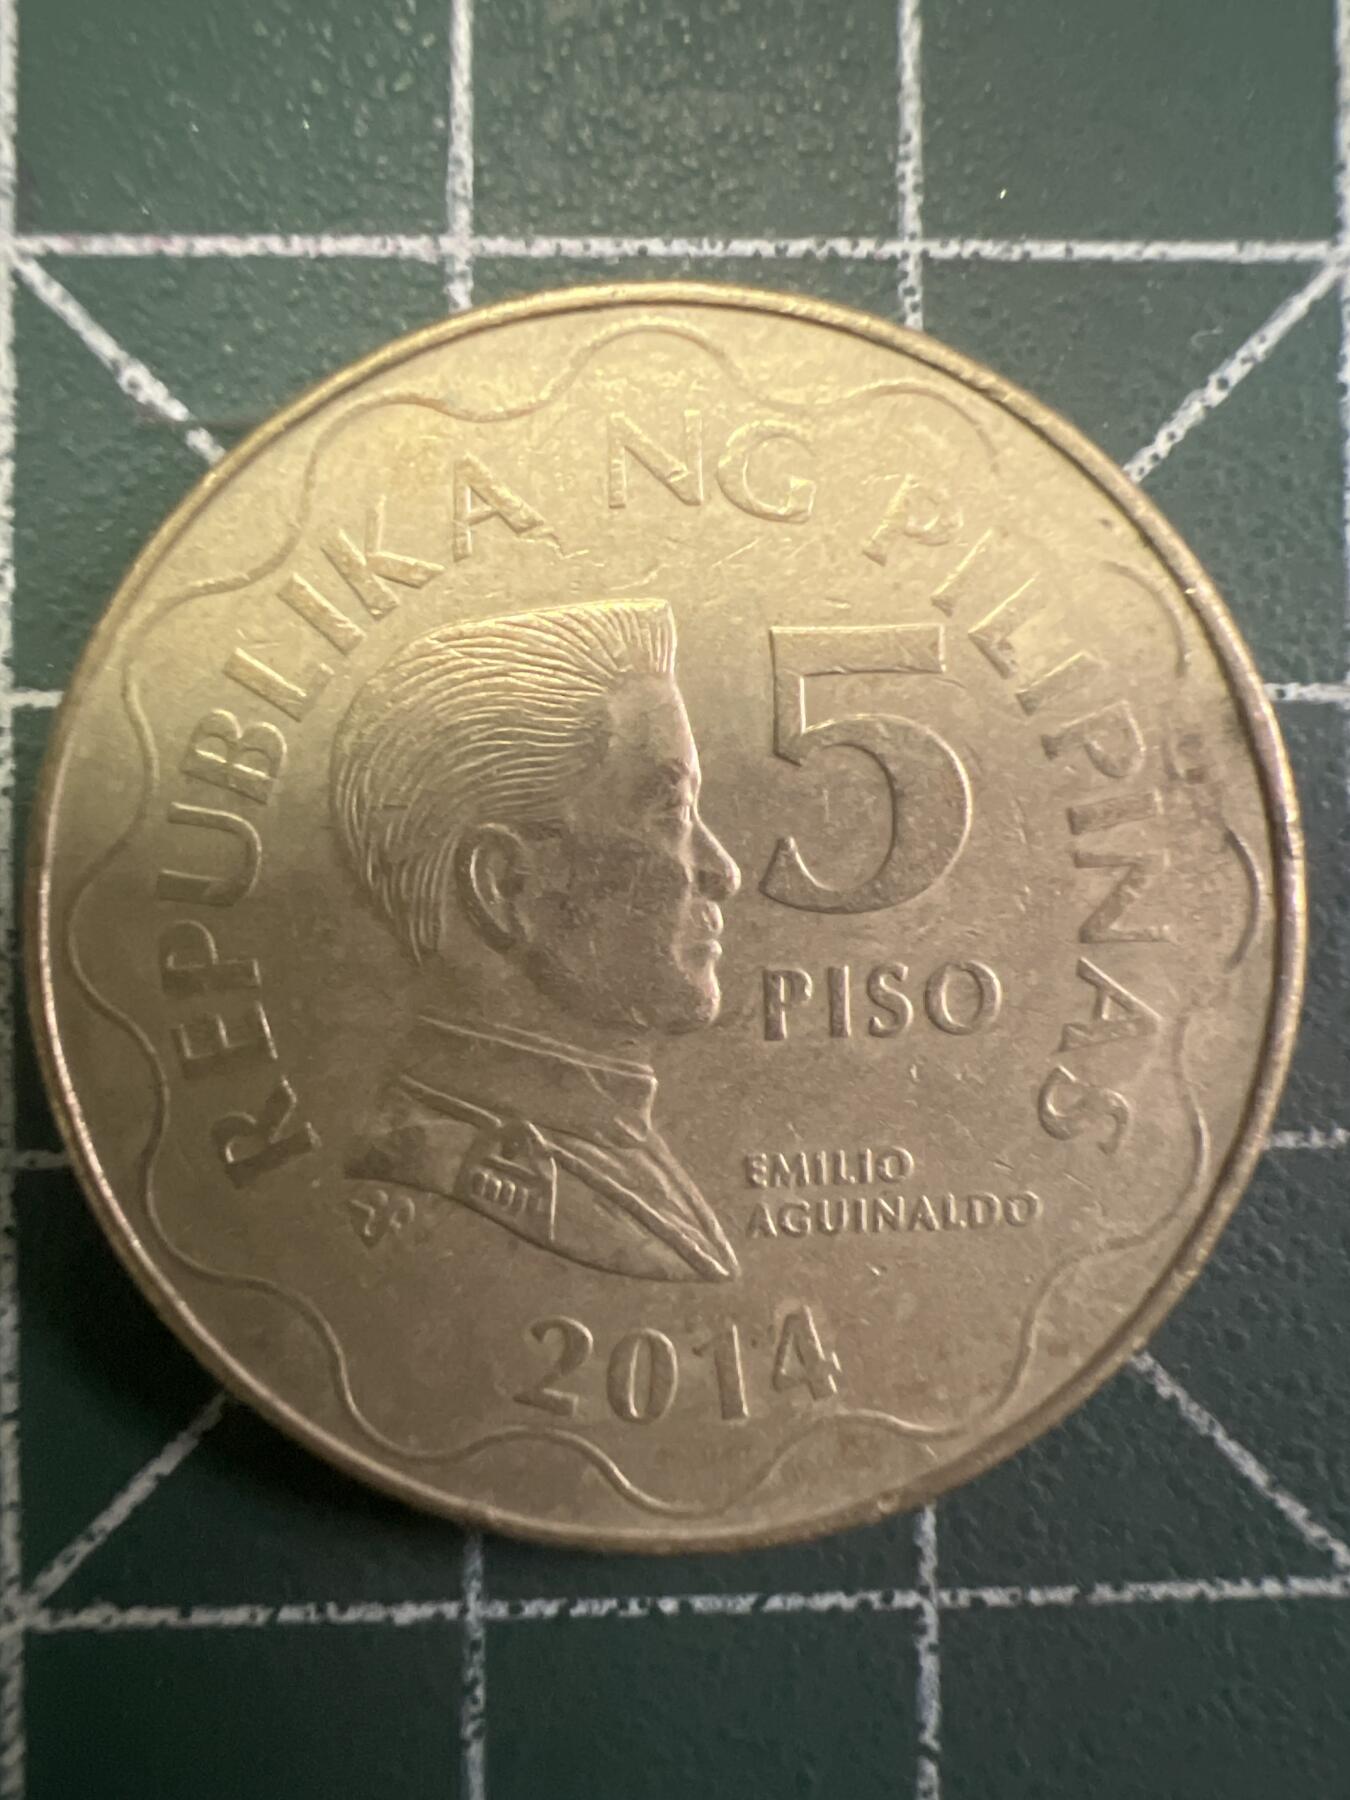 REPUBLIKA NG PILIPINAS
5
PISO
EMILIO
AGUINALDO
2014